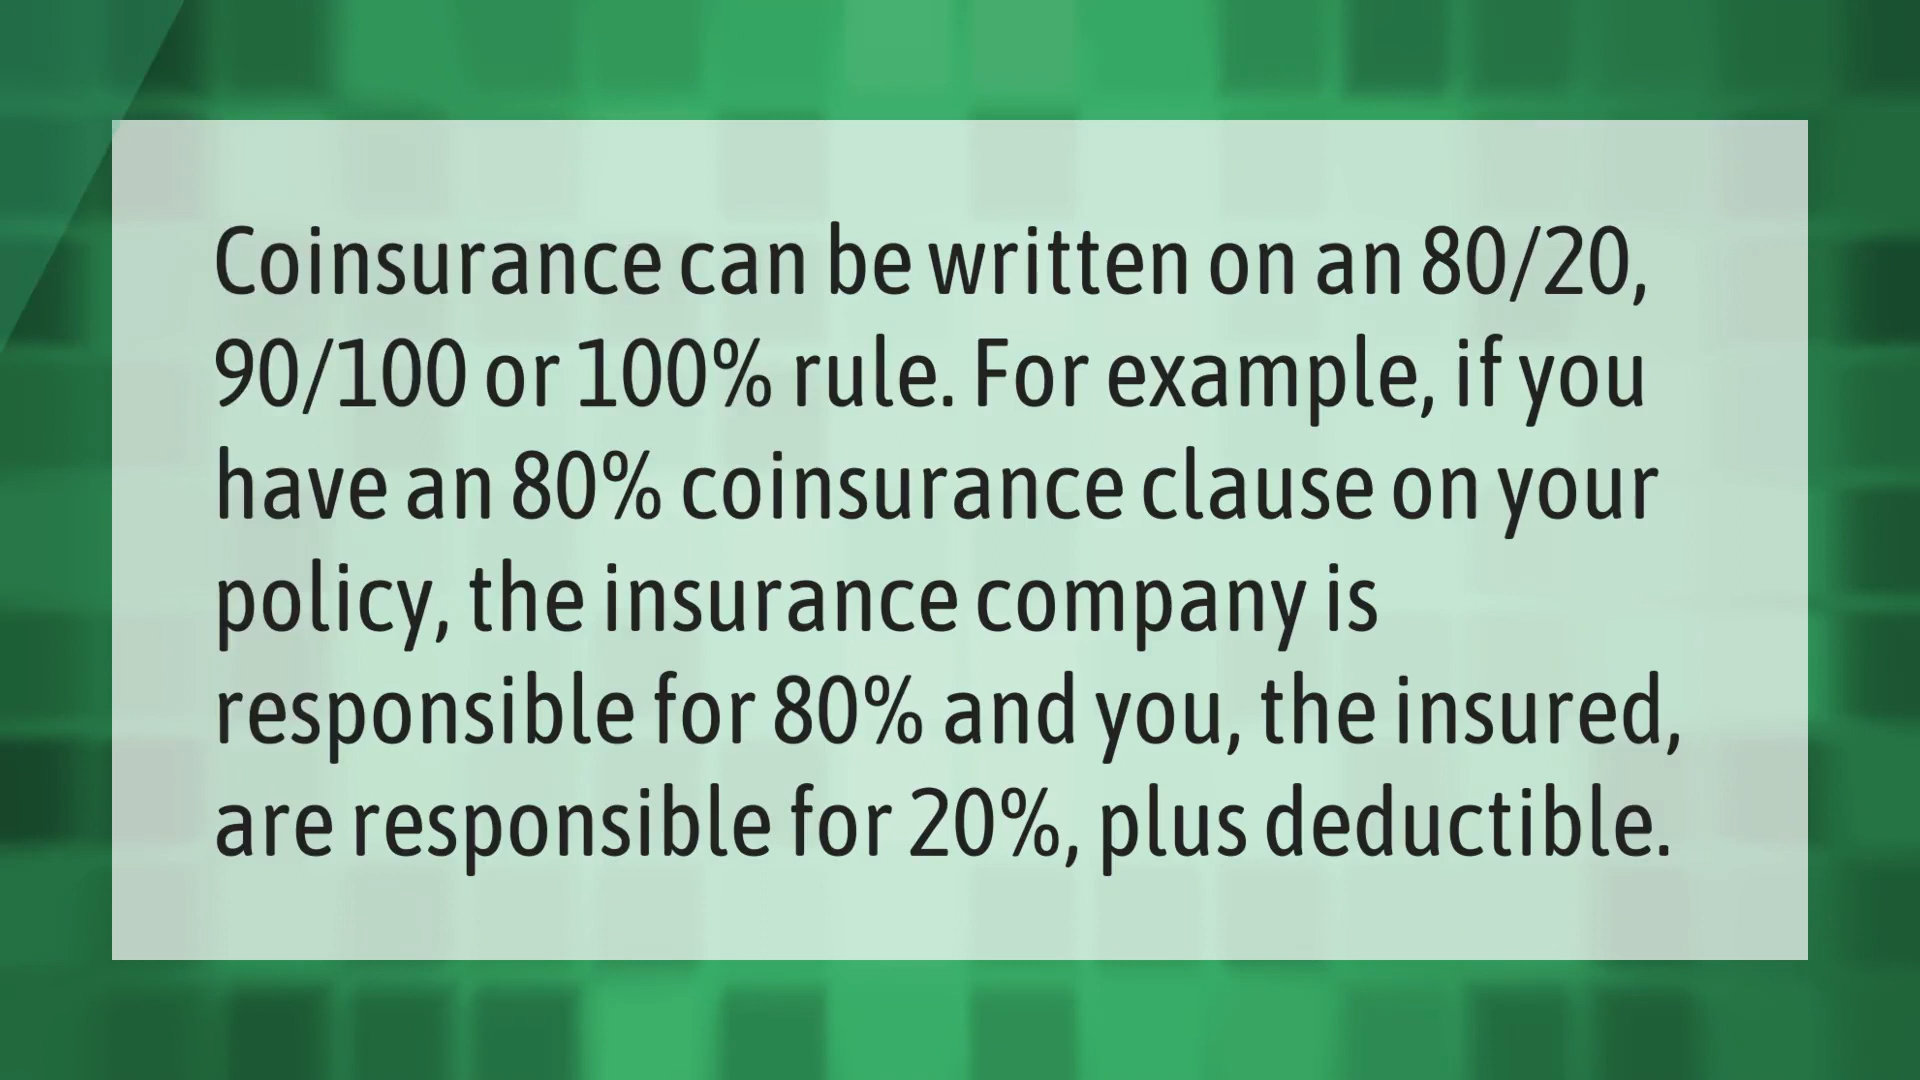 Coinsurance can be written on an 80/20,
90/100 or 100% rule. For example, if you
have an 80% coinsurance clause on your
policy, the insurance company is
responsible for 80% and you, the insured,
are responsible for 20%, plus deductible.